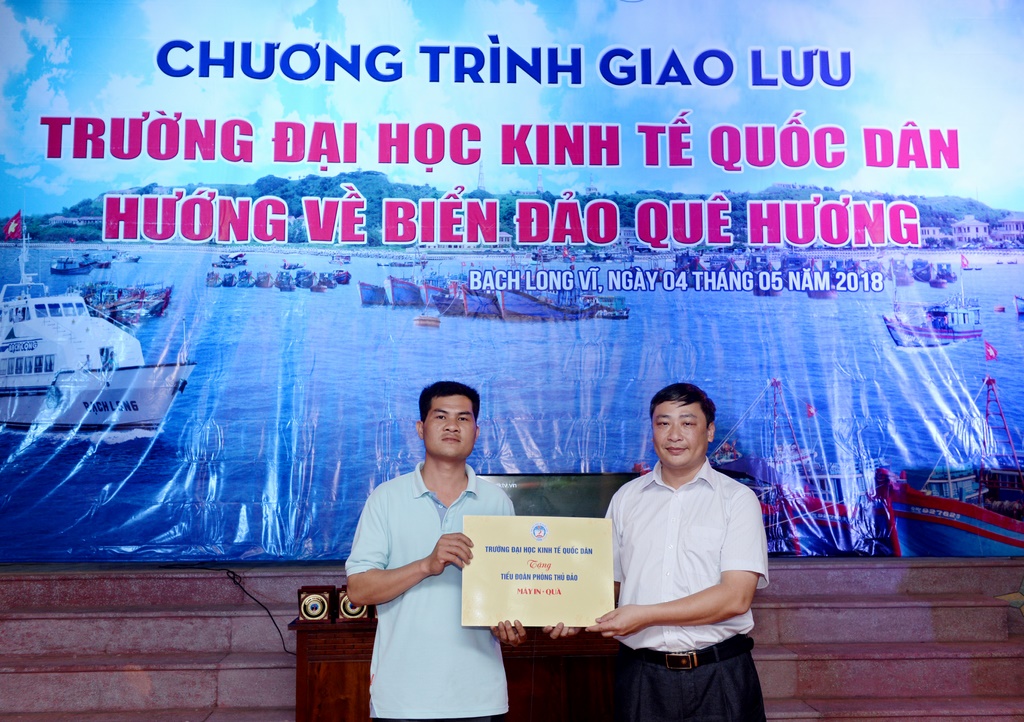 CHƯƠNG TRÌNH GIAO LƯU
TRƯỜNG ĐẠI HỌC KINH TẾ QUỐC DÂN
HƯỚNG VỀ BIỂN ĐẢO QUÊ HƯƠNG
BẠCH LONG VĨ, NGÀY 04 THÁNG 05 NĂM 2018
BACH LONG
TRƯỜNG ĐẠI HỌC KINH TẾ QUỐC DÂN
Tặng
TIỂU ĐOÀN PHÒNG THỦ ĐẢO
MÁY IN - QUÀ